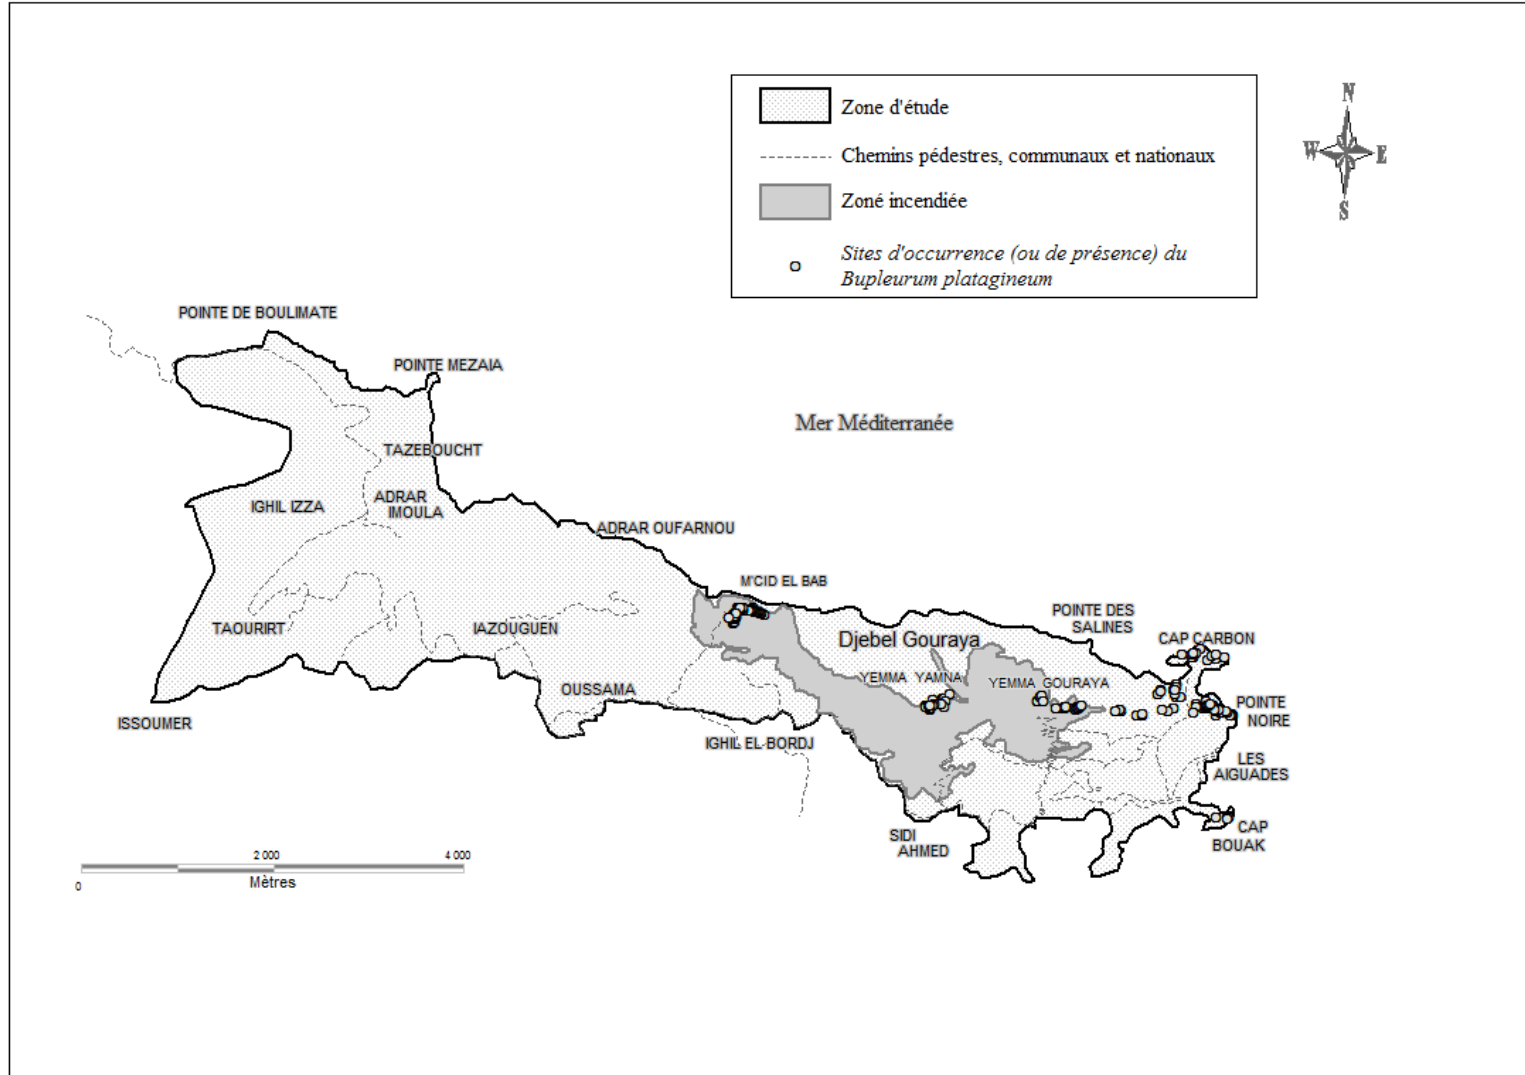 Zone d'étude
Chemins pédestres, communaux et nationaux
Zoné incendiée
Sites d'occurrence (ou de présence) du
Bupleurum platagineum
N
W
E
S
POINTE DE BOULIMATE
POINTE MEZAIA
Mer Méditerranée
TAZEBOUCHT
IGHIL IZZA
ADRAR
IMOULA
ADRAR OUFARNOU
M'CID EL BAB
POINTE DES
SALINES
CAP CARBON
Djebel Gouraya
TAOURIRT
IAZOUGUEN
YEMMA YAMNA
YEMMA GOURAYA
OUSSAMA
ISSOUMER
POINTE
NOIRE
IGHIL EL-BORDJ
LES
AIGUADES
SIDI
AHMED
CAP
BOUAK
0
2 000
4 000
Mètres